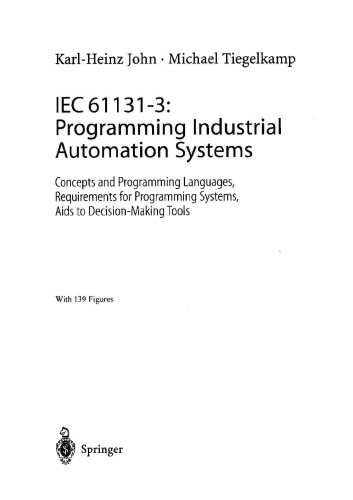 Karl-Heinz John · Michael Tiegelkamp
IEC 61131-3:
Programming Industrial
Automation Systems
Concepts and Programming Languages,
Requirements for Programming Systems,
Aids to Decision-Making Tools
With 139 Figures
Springer